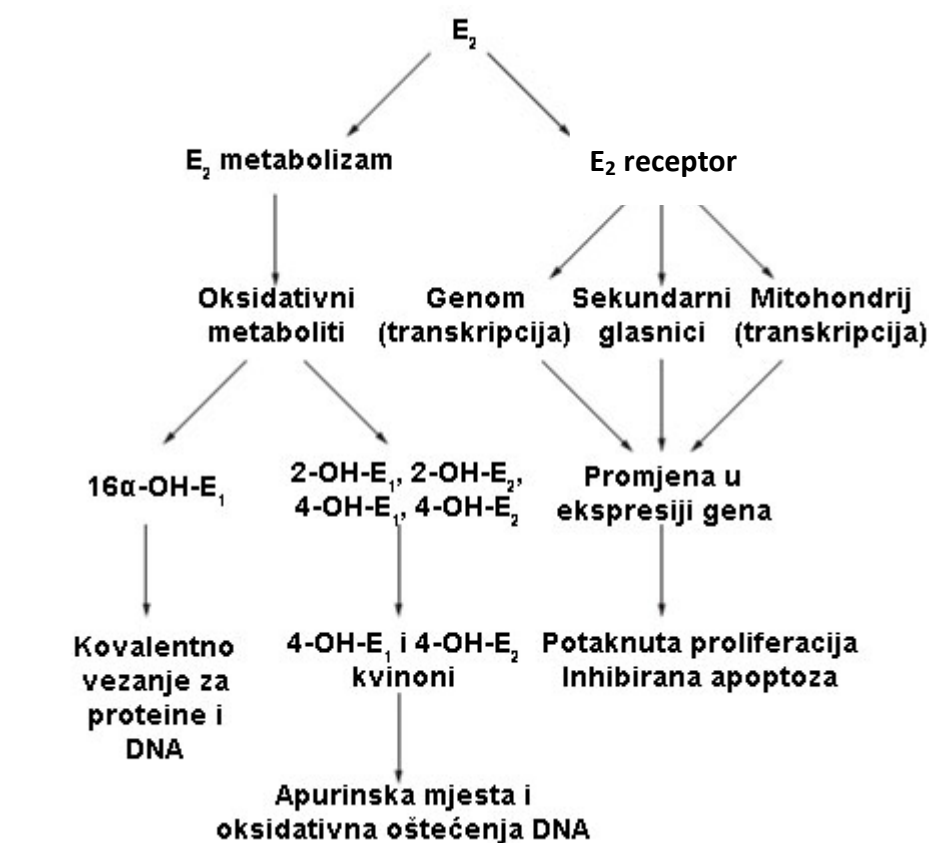 E₂
E₂ metabolizam
E₂ receptor
Oksidativni
metaboliti
Genom
(transkripcija)
Sekundarni
glasnici
Mitohondrij
(transkripcija)
16α-OH-E₁
2-OH-E₁, 2-OH-E₂,
4-OH-E₁, 4-OH-E₂
Promjena u
ekspresiji gena
Kovalentno
vezanje za
proteine i
DNA
4-OH-E₁ i 4-OH-E₂
kvinoni
Potaknuta proliferacija
Inhibirana apoptoza
Apurinska mjesta i
oksidativna oštećenja DNA